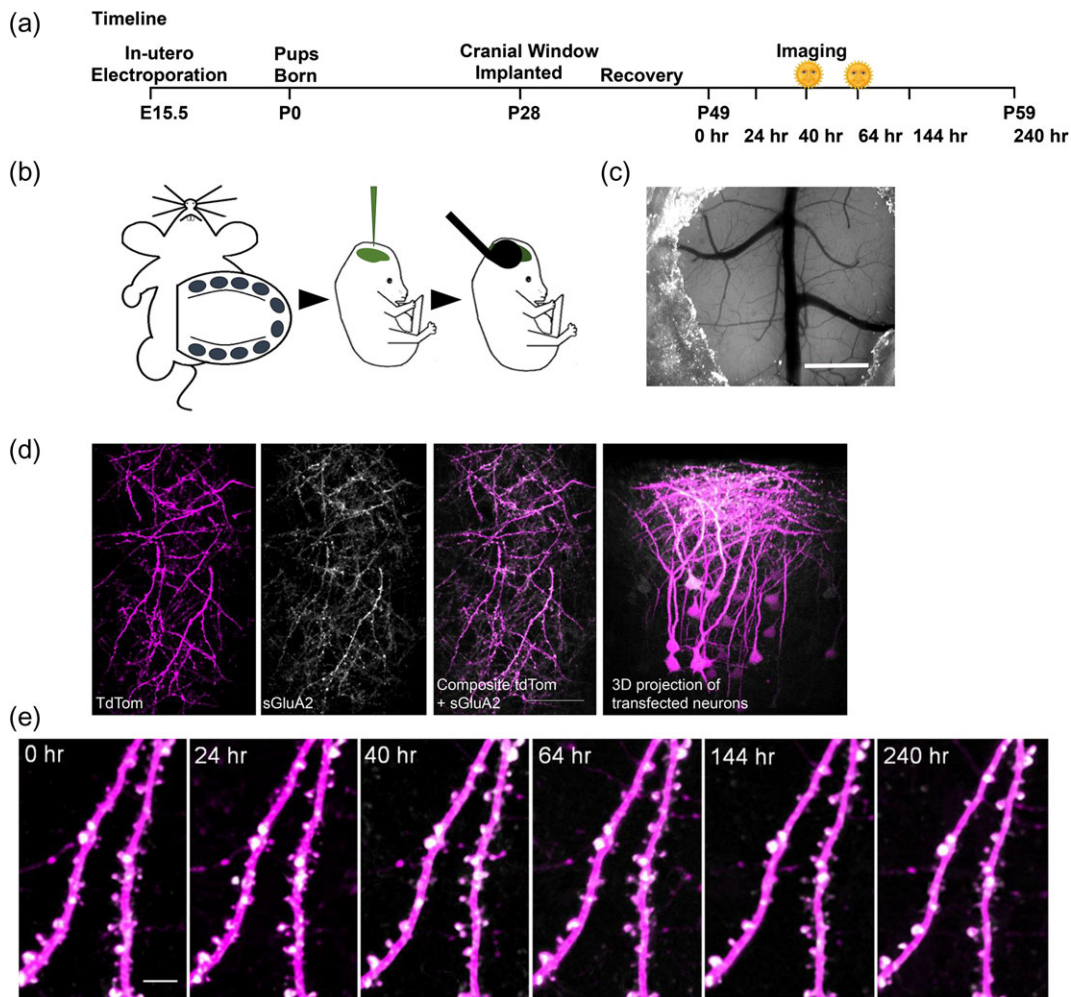 (a)
Timeline
In-utero
Electroporation
Pups
Born
Cranial Window
Implanted
Recovery
Imaging
E15.5
P0
P28
P49
P59
0 hr
24 hr
40 hr
64 hr
144 hr
240 hr
(b)
(c)
(d)
TdTom
sGluA2
Composite tdTom
+ sGluA2
3D projection of
transfected neurons
(e)
0 hr
24 hr
40 hr
64 hr
144 hr
240 hr